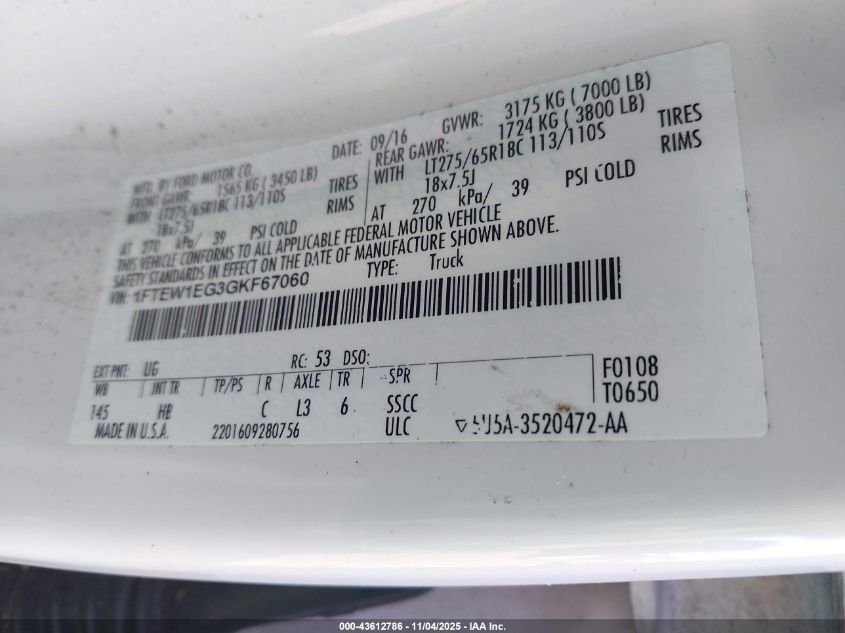 MFD. BY FORD MOTOR CO.
DATE: 09/16 GVWR: 3175 KG ( 7000 LB)
FRONT GAWR: 1565 KG ( 3450 LB)
REAR GAWR: 1724 KG ( 3800 LB)
WITH LT275/65R18C 113/110S TIRES
WITH LT275/65R18C 113/110S TIRES
18x7.5J RIMS
18x7.5J RIMS
AT 270 kPa/ 39 PSI COLD
AT 270 kPa/ 39 PSI COLD
THIS VEHICLE CONFORMS TO ALL APPLICABLE FEDERAL MOTOR VEHICLE
SAFETY STANDARDS IN EFFECT ON THE DATE OF MANUFACTURE SHOWN ABOVE.
VIN: 1FTEW1EG3GKF67060 TYPE: Truck
EXT PNT: UG RC: 53 DSO:
WB INT TR TP/PS R AXLE TR SPR
145 HB C L3 6 SSCC
F0108
T0650
MADE IN U.S.A. 2201609280756 ULC 5U5A-3520472-AA
000-43612786 - 11/04/2025 - IAA Inc.